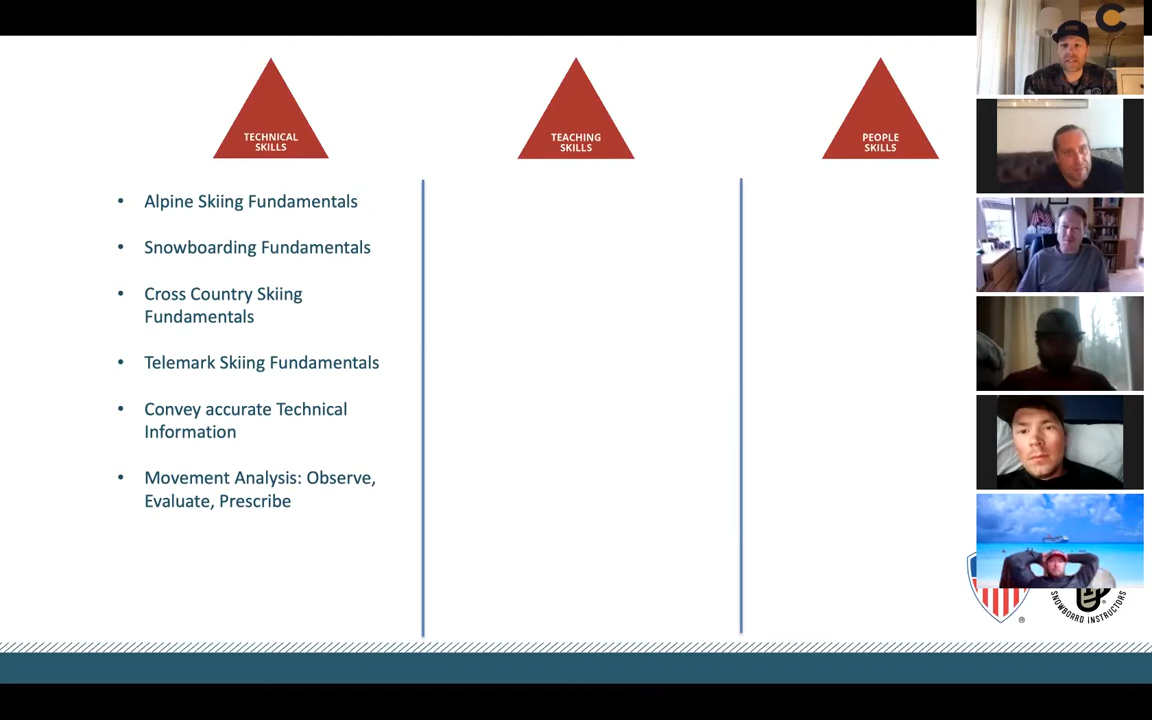 TECHNICAL
SKILLS
TEACHING
SKILLS
PEOPLE
SKILLS
• Alpine Skiing Fundamentals
• Snowboarding Fundamentals
• Cross Country Skiing
Fundamentals
• Telemark Skiing Fundamentals
• Convey accurate Technical
Information
• Movement Analysis: Observe,
Evaluate, Prescribe
SNOWBOARD INSTRUCTORS
®